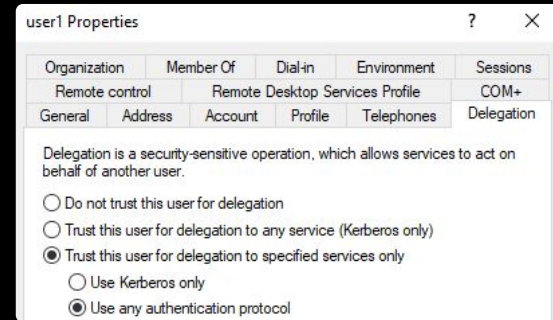 user1 Properties ? ×
Organization Member Of Dial-in Environment Sessions
Remote control Remote Desktop Services Profile COM+
General Address Account Profile Telephones Delegation
Delegation is a security-sensitive operation, which allows services to act on
behalf of another user.
Do not trust this user for delegation
Trust this user for delegation to any service (Kerberos only)
Trust this user for delegation to specified services only
Use Kerberos only
Use any authentication protocol